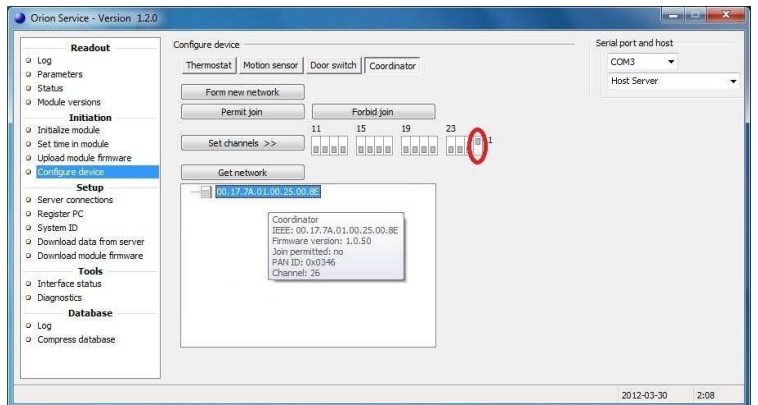 Orion Service - Version 1.2.0
Readout
Log
Parameters
Status
Module versions
Initiation
Initialize module
Set time in module
Upload module firmware
Configure device
Setup
Server connections
Register PC
System ID
Download data from server
Download module firmware
Tools
Interface status
Diagnostics
Database
Log
Compress database
Configure device
Thermostat Motion sensor Door switch Coordinator
Form new network
Permit join Forbid join
11 15 19 23
Set channels >> 1
Get network
00.17.7A.01.00.25.00.8E
Coordinator
IEEE: 00.17.7A.01.00.25.00.8E
Firmware version: 1.0.50
Join permitted: no
PAN ID: 0x0346
Channel: 26
Serial port and host
COM3
Host Server
2012-03-30 2:08